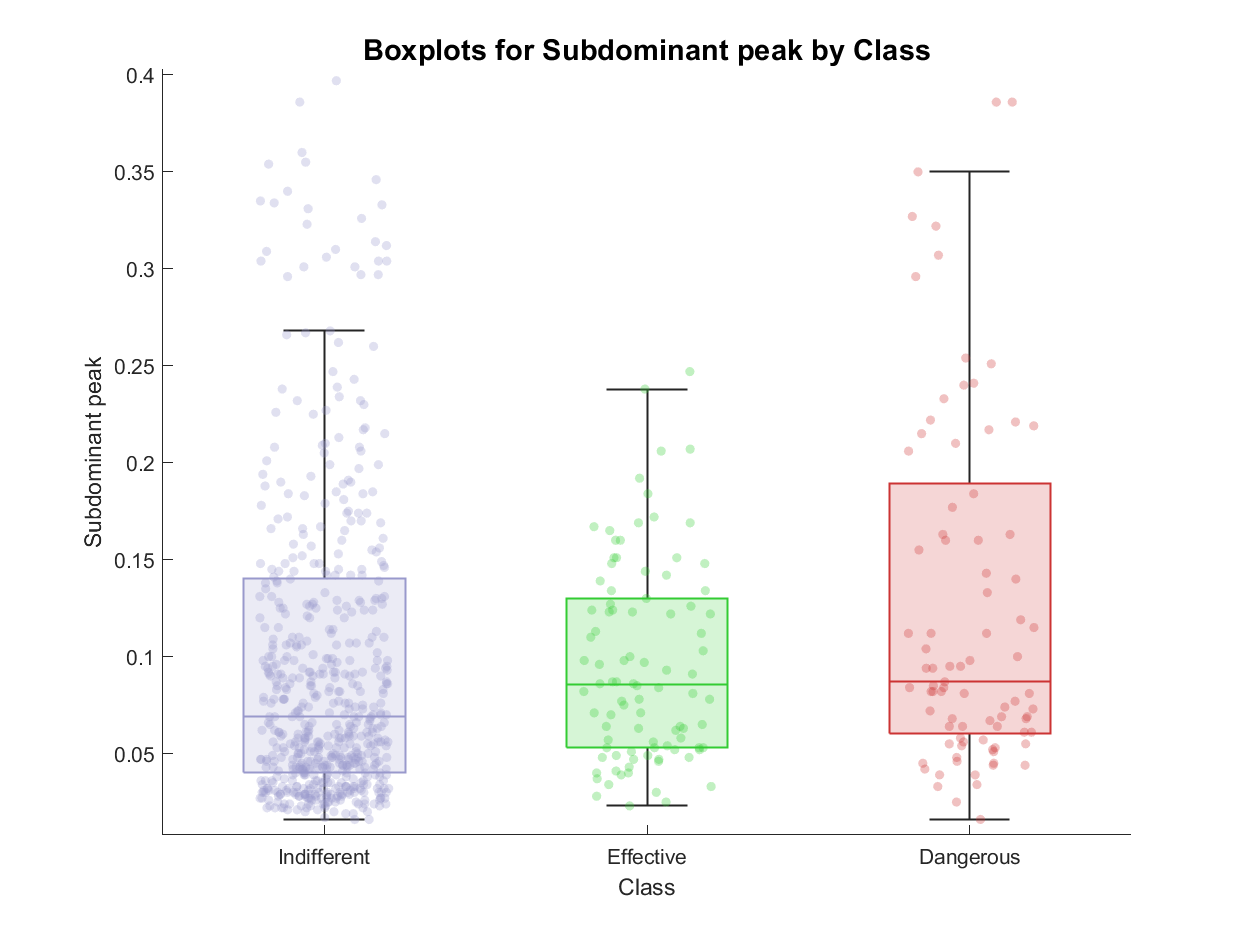 Boxplots for Subdominant peak by Class
0.4
0.35
0.3
0.25
0.2
0.15
0.1
0.05
Subdominant peak
Indifferent
Effective
Dangerous
Class